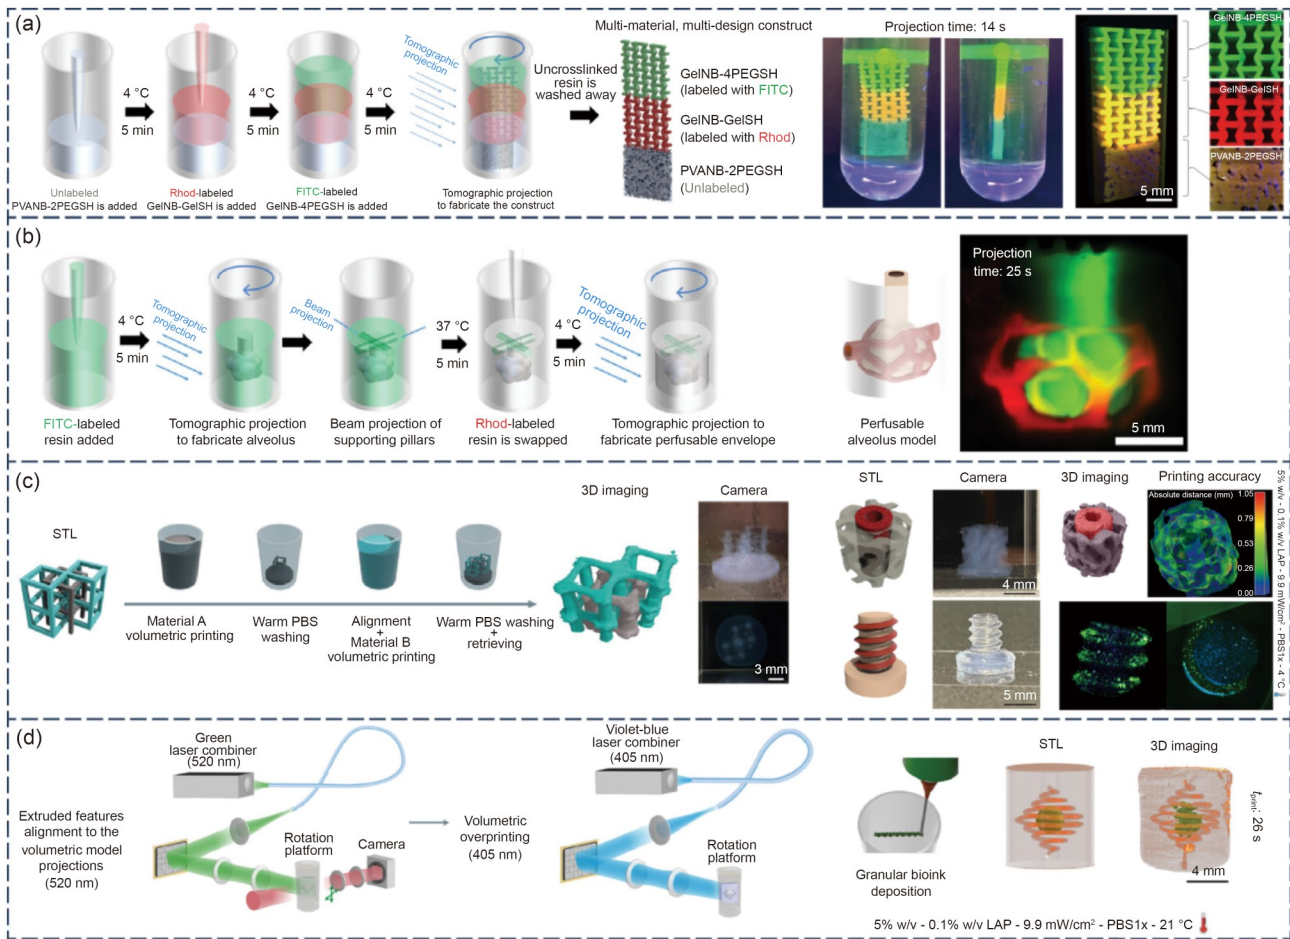 (a)
4 °C
5 min
4 °C
5 min
4 °C
5 min
Tomographic
projection
Unlabeled
PVANB-2PEGSH is added
Rhod-labeled
GelNB-GelSH is added
FITC-labeled
GelNB-4PEGSH is added
Tomographic projection
to fabricate the construct
Uncrosslinked
resin is
washed away
Multi-material, multi-design construct
GelNB-4PEGSH
(labeled with FITC)
GelNB-GelSH
(labeled with Rhod)
PVANB-2PEGSH
(Unlabeled)
Projection time: 14 s
5 mm
GelNB-4PEGSH
GelNB-GelSH
PVANB-2PEGSH
(b)
FITC-labeled
resin added
4 °C
5 min
Tomographic
projection
Tomographic projection
to fabricate alveolus
Beam
projection
Beam projection of
supporting pillars
37 °C
5 min
Rhod-labeled
resin is swapped
4 °C
5 min
Tomographic
projection
Tomographic projection to
fabricate perfusable envelope
Perfusable
alveolus model
Projection
time: 25 s
5 mm
(c)
STL
Material A
volumetric printing
Warm PBS
washing
Alignment
+
Material B
volumetric printing
Warm PBS washing
+
retrieving
3D imaging
Camera
3 mm
STL
Camera
4 mm
5 mm
3D imaging
Printing accuracy
Absolute distance (mm)
1.05
0.79
0.53
0.26
0.00
5% w/v - 0.1% w/v LAP - 9.9 mW/cm² - PBS1x - 4 °C
(d)
Extruded features
alignment to the
volumetric model
projections
(520 nm)
Green
laser combiner
(520 nm)
Rotation
platform
Camera
Volumetric
overprinting
(405 nm)
Violet-blue
laser combiner
(405 nm)
Rotation
platform
Granular bioink
deposition
STL
3D imaging
4 mm
tprint: 26 s
5% w/v - 0.1% w/v LAP - 9.9 mW/cm² - PBS1x - 21 °C